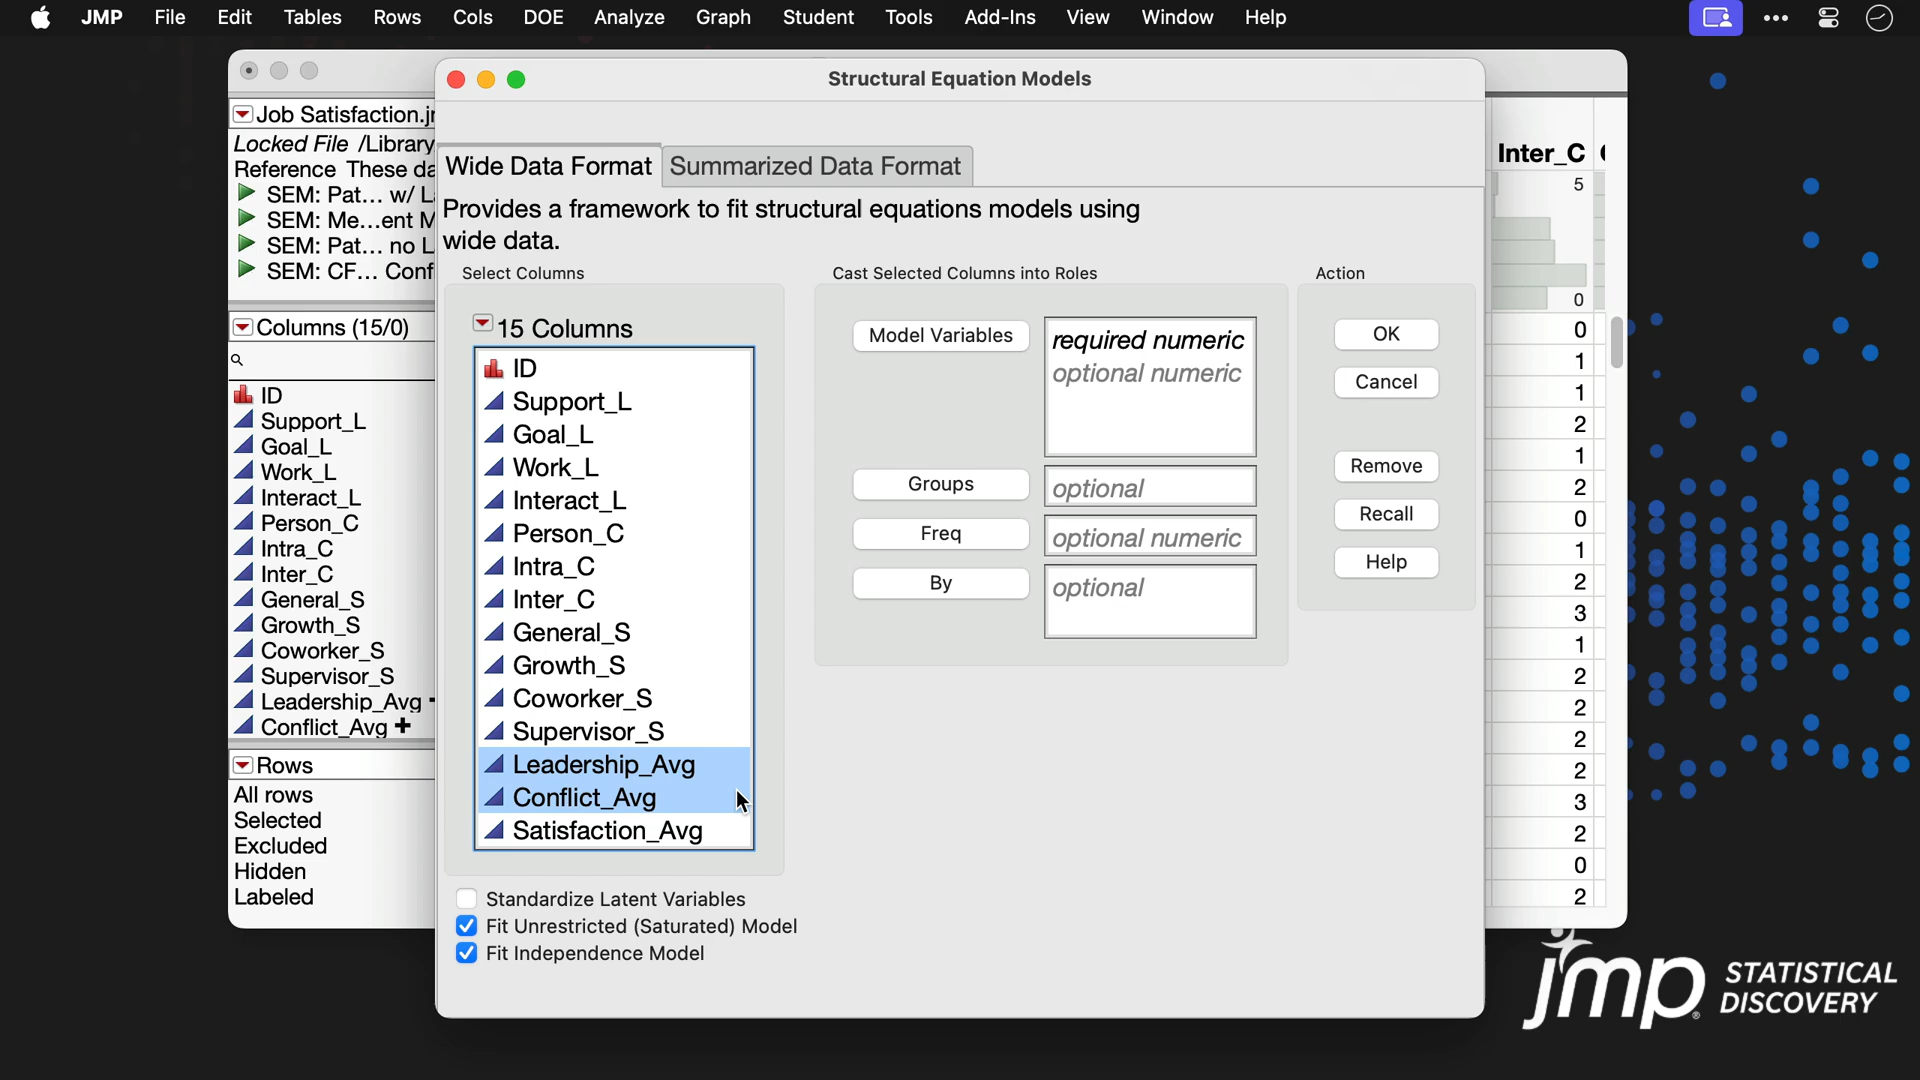 JMP File Edit Tables Rows Cols DOE Analyze Graph Student Tools Add-Ins View Window Help
Structural Equation Models
Job Satisfaction.j
Locked File /Library
Reference These da
SEM: Pat... w/ L
SEM: Me...ent M
SEM: Pat... no L
SEM: CF... Conf
Columns (15/0)
ID
Support_L
Goal_L
Work_L
Interact_L
Person_C
Intra_C
Inter_C
General_S
Growth_S
Coworker_S
Supervisor_S
Leadership_Avg
Conflict_Avg
Rows
All rows
Selected
Excluded
Hidden
Labeled
Wide Data Format
Summarized Data Format
Provides a framework to fit structural equations models using
wide data.
Select Columns
15 Columns
ID
Support_L
Goal_L
Work_L
Interact_L
Person_C
Intra_C
Inter_C
General_S
Growth_S
Coworker_S
Supervisor_S
Leadership_Avg
Conflict_Avg
Satisfaction_Avg
Standardize Latent Variables
Fit Unrestricted (Saturated) Model
Fit Independence Model
Cast Selected Columns into Roles
Model Variables
required numeric
optional numeric
Groups
optional
Freq
optional numeric
By
optional
Action
OK
Cancel
Remove
Recall
Help
Inter_C
5
0
0
1
1
2
1
2
0
1
2
3
1
2
2
2
2
3
2
0
2
jmp STATISTICAL
DISCOVERY